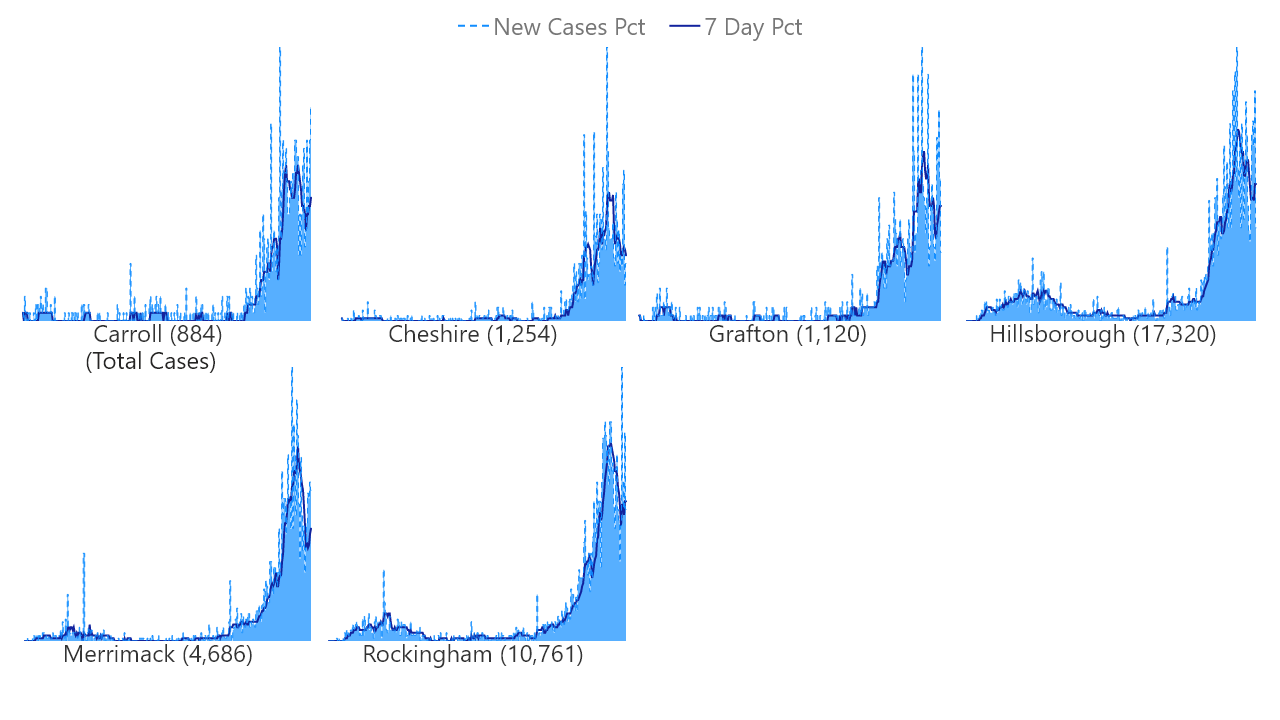 New Cases Pct 7 Day Pct
Carroll (884)
(Total Cases)
Cheshire (1,254)
Grafton (1,120)
Hillsborough (17,320)
Merrimack (4,686)
Rockingham (10,761)